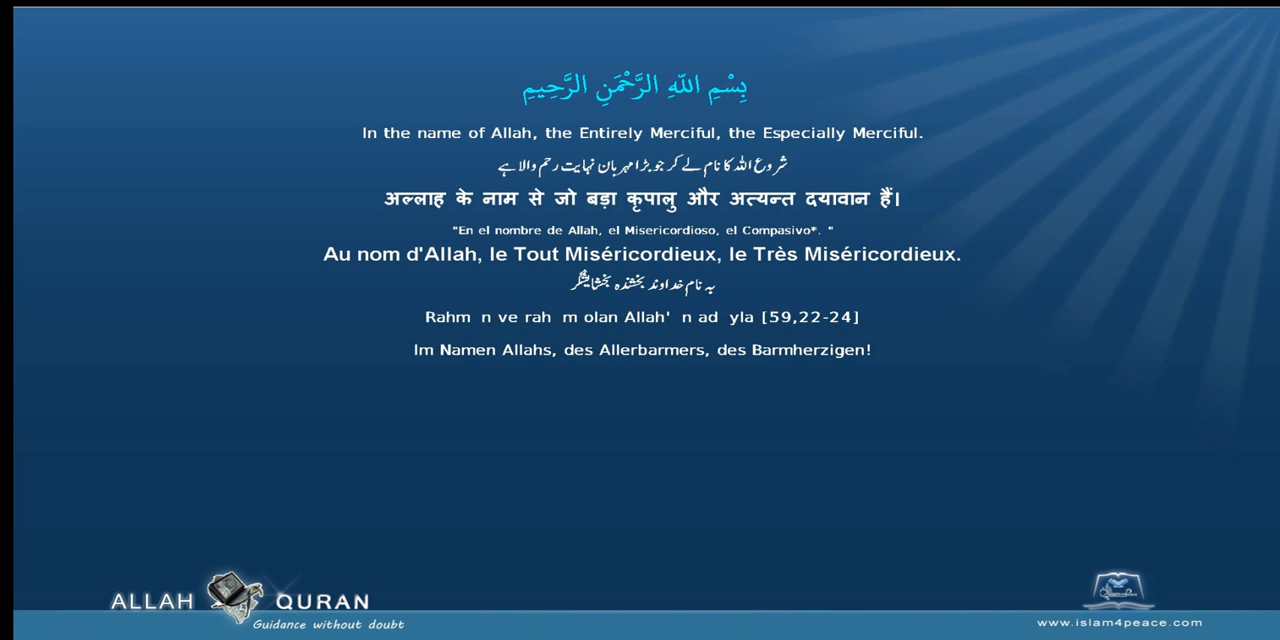 بِسْمِ اللّٰهِ الرَّحْمَنِ الرَّحِيمِ
In the name of Allah, the Entirely Merciful, the Especially Merciful.
شروع الله کا نام لے کر جو بڑا مہربان نہایت رحم والا ہے
अल्लाह के नाम से जो बड़ा कृपालु और अत्यन्त दयावान हैं।
"En el nombre de Allah, el Misericordioso, el Compasivo*. "
Au nom d'Allah, le Tout Miséricordieux, le Très Miséricordieux.
به نام خداوند بخشنده بخشایشگر
Rahm n ve rah m olan Allah' n ad yla [59,22-24]
Im Namen Allahs, des Allerbarmers, des Barmherzigen!
ALLAH QURAN
Guidance without doubt
www.islam4peace.com